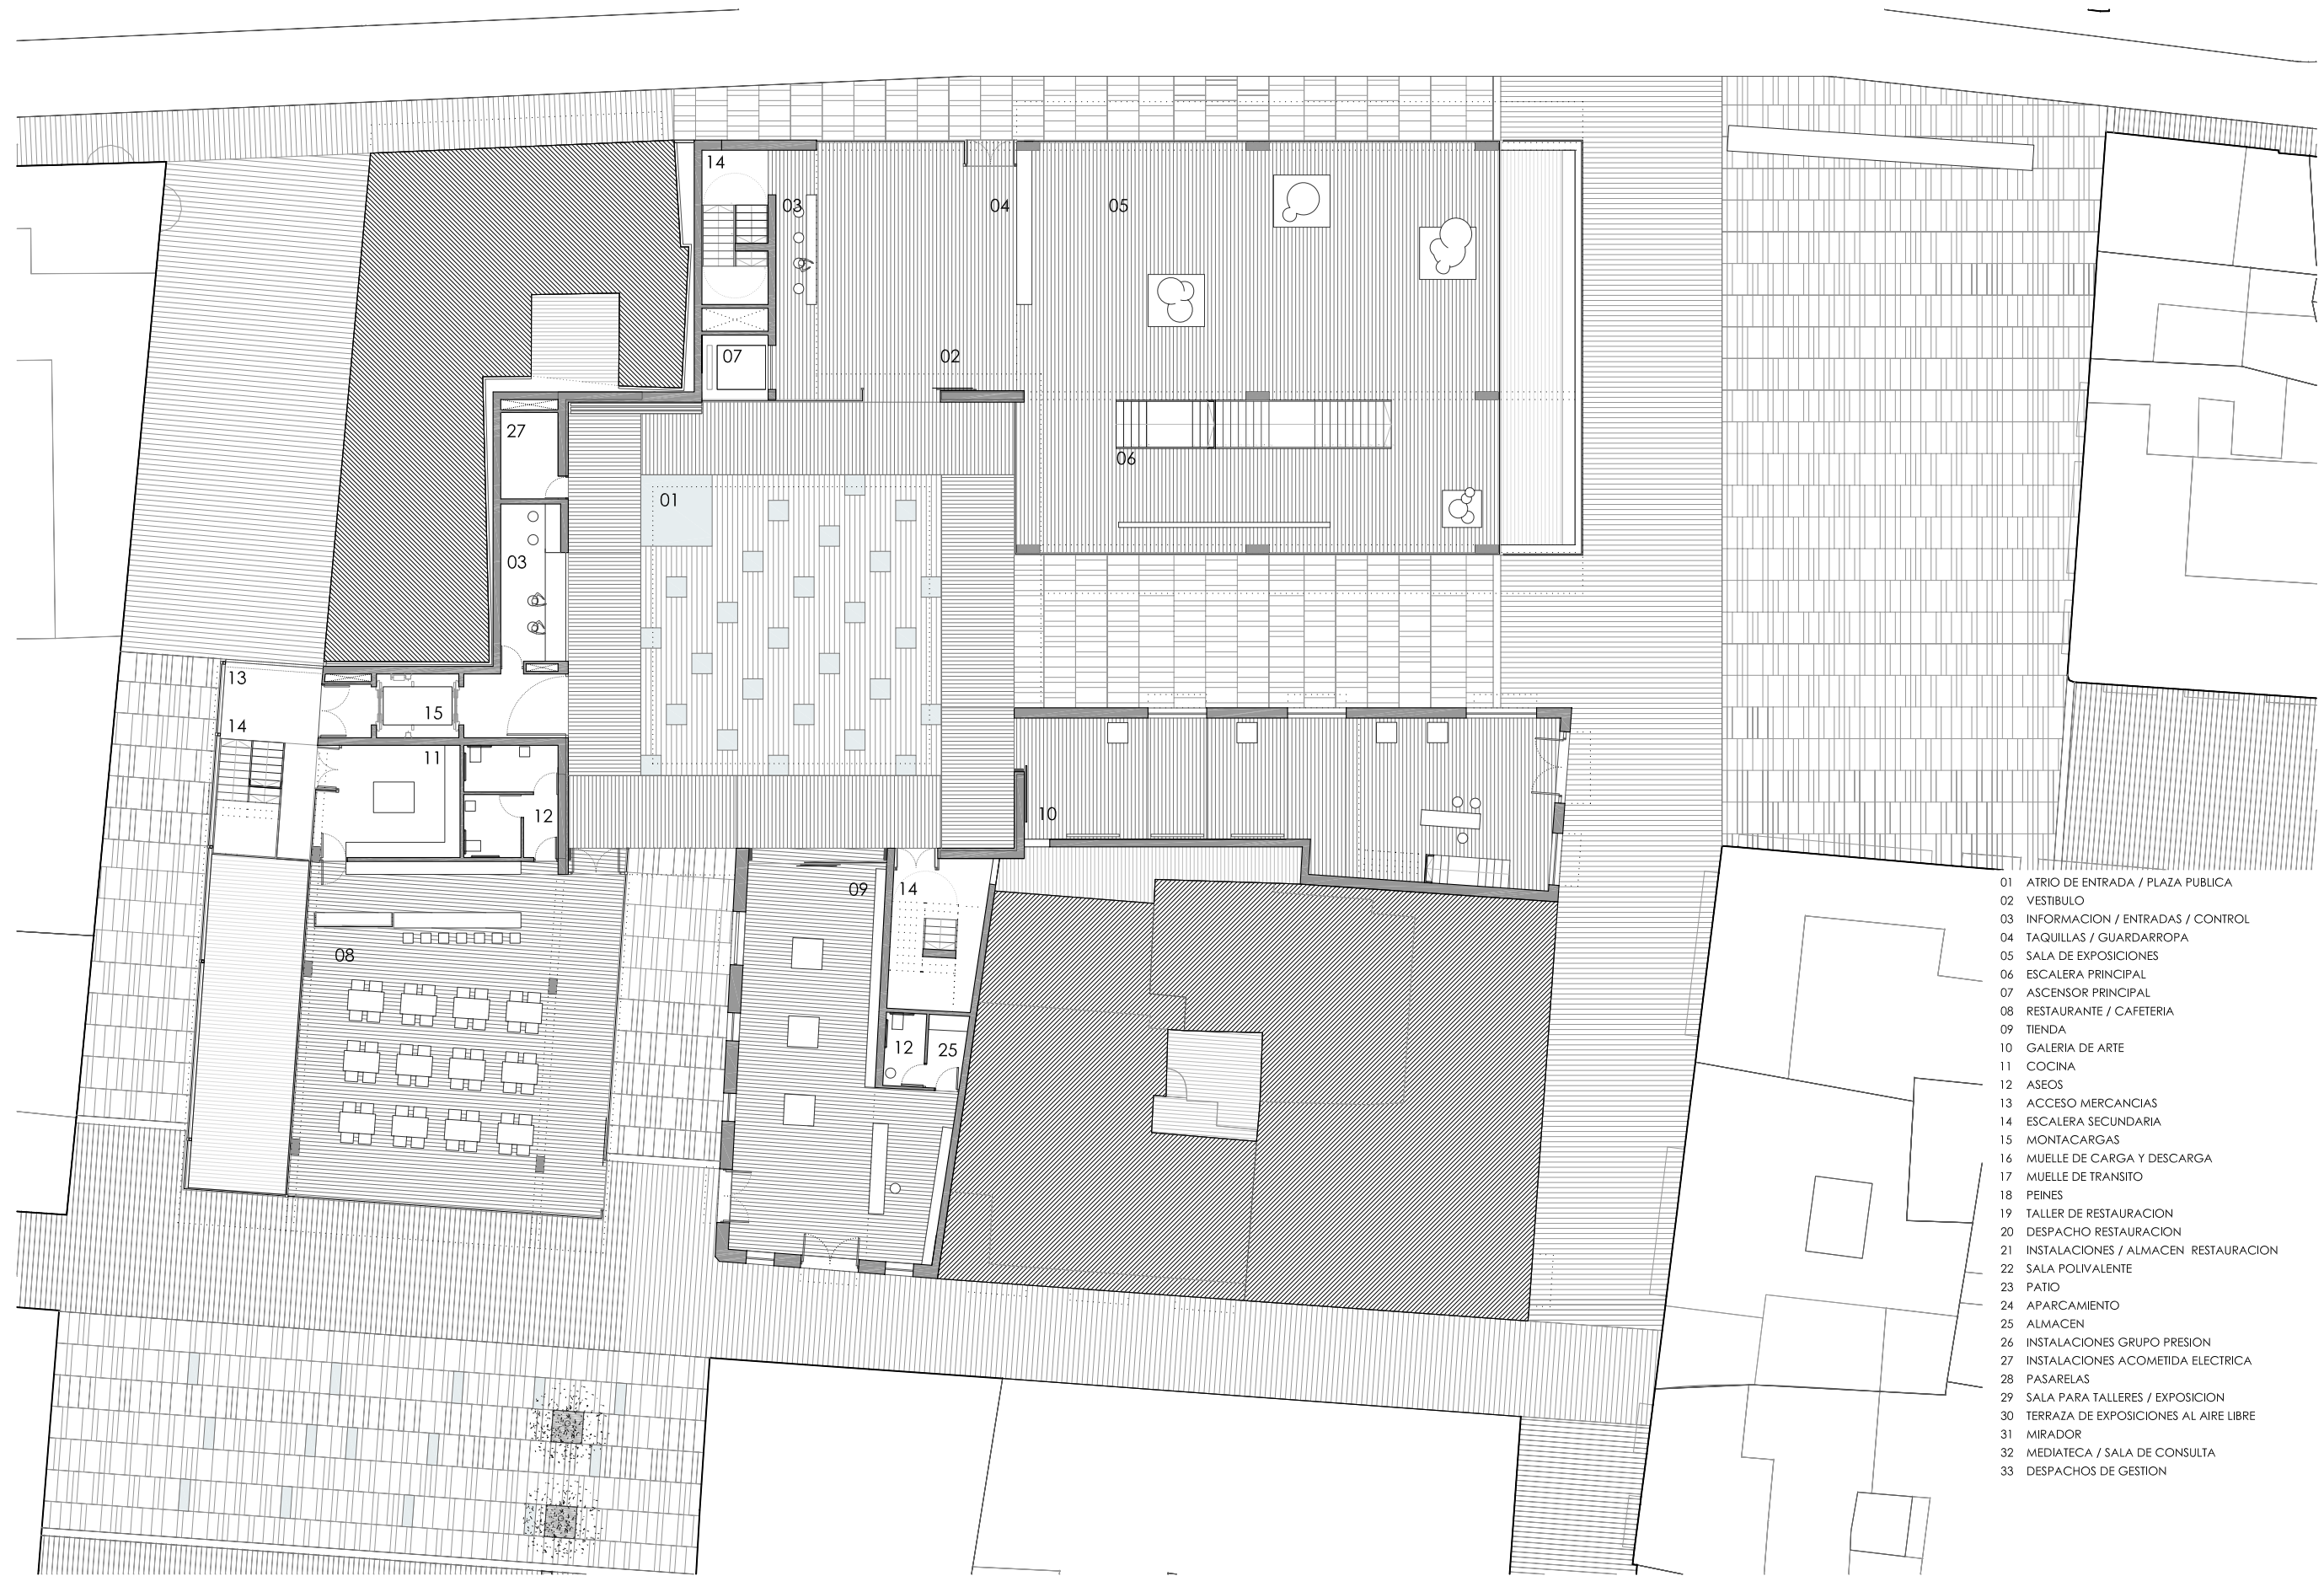 14
03
04
05
07
02
27
06
01
03
13
15
14
11
10
12
09
14
08
12
25
01 ATRIO DE ENTRADA / PLAZA PUBLICA
02 VESTIBULO
03 INFORMACION / ENTRADAS / CONTROL
04 TAQUILLAS / GUARDARROPA
05 SALA DE EXPOSICIONES
06 ESCALERA PRINCIPAL
07 ASCENSOR PRINCIPAL
08 RESTAURANTE / CAFETERIA
09 TIENDA
10 GALERIA DE ARTE
11 COCINA
12 ASEOS
13 ACCESO MERCANCIAS
14 ESCALERA SECUNDARIA
15 MONTACARGAS
16 MUELLE DE CARGA Y DESCARGA
17 MUELLE DE TRANSITO
18 PEINES
19 TALLER DE RESTAURACION
20 DESPACHO RESTAURACION
21 INSTALACIONES / ALMACEN RESTAURACION
22 SALA POLIVALENTE
23 PATIO
24 APARCAMIENTO
25 ALMACEN
26 INSTALACIONES GRUPO PRESION
27 INSTALACIONES ACOMETIDA ELECTRICA
28 PASARELAS
29 SALA PARA TALLERES / EXPOSICION
30 TERRAZA DE EXPOSICIONES AL AIRE LIBRE
31 MIRADOR
32 MEDIATECA / SALA DE CONSULTA
33 DESPACHOS DE GESTION